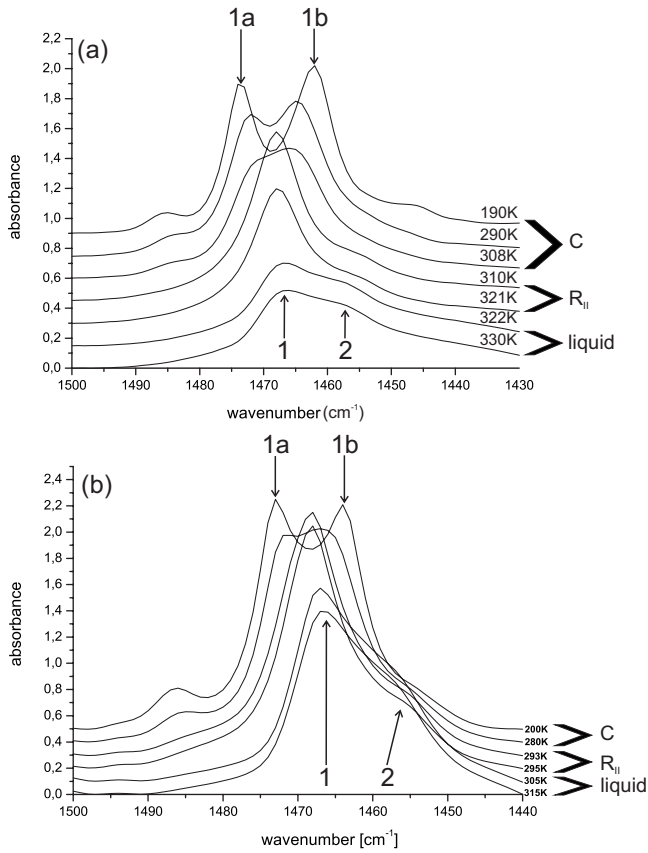 1a 1b
(a)
2,2
2,0
1,8
1,6
1,4
1,2
1,0
0,8
0,6
0,4
0,2
0,0
absorbance
190K
290K
308K
C
310K
321K
R_II
322K
330K
liquid
1 2
1500 1490 1480 1470 1460 1450 1440 1430
wavenumber (cm⁻¹)
1a 1b
(b)
2,4
2,2
2,0
1,8
1,6
1,4
1,2
1,0
0,8
0,6
0,4
0,2
0,0
absorbance
200K
280K
C
293K
295K
R_II
305K
315K
liquid
1 2
1500 1490 1480 1470 1460 1450 1440
wavenumber [cm⁻¹]